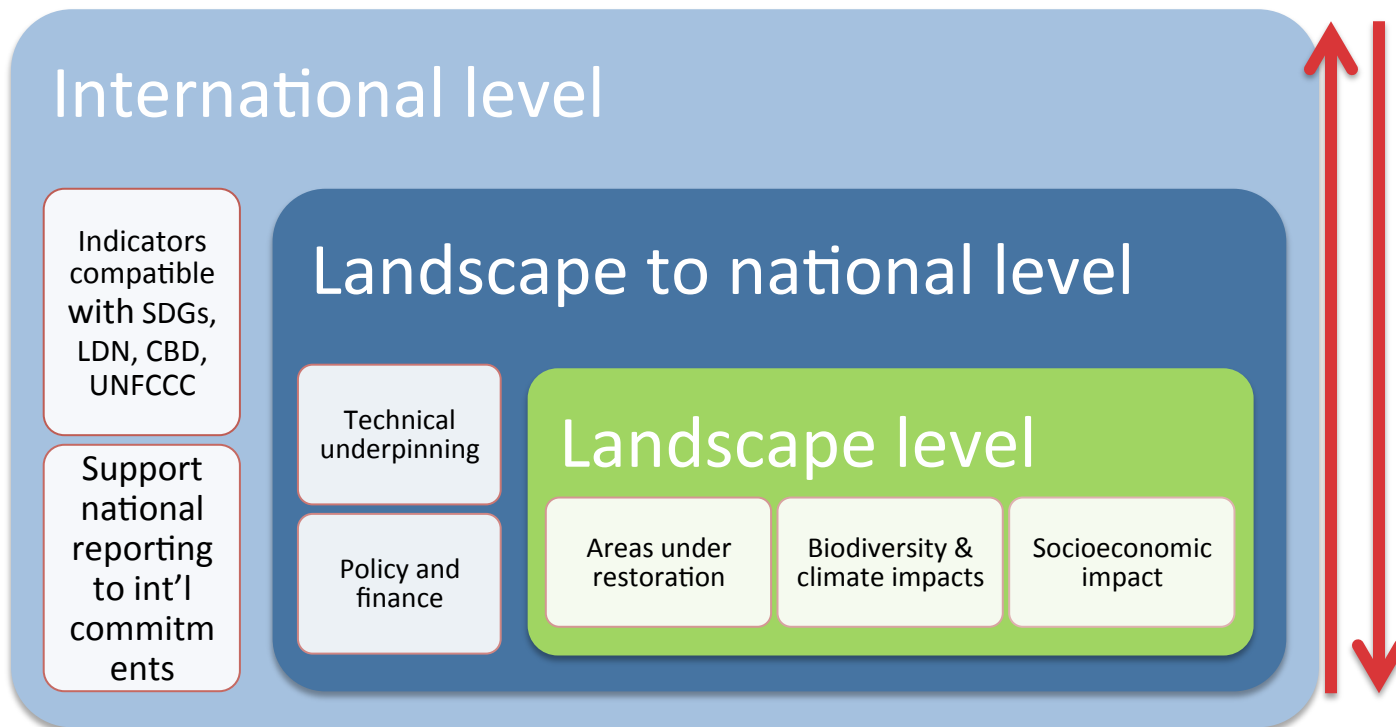 International level
Indicators
compatible
with SDGs,
LDN, CBD,
UNFCCC
Support
national
reporting
to int’l
commitm
ents
Landscape to national level
Technical
underpinning
Policy and
finance
Landscape level
Areas under
restoration
Biodiversity &
climate impacts
Socioeconomic
impact